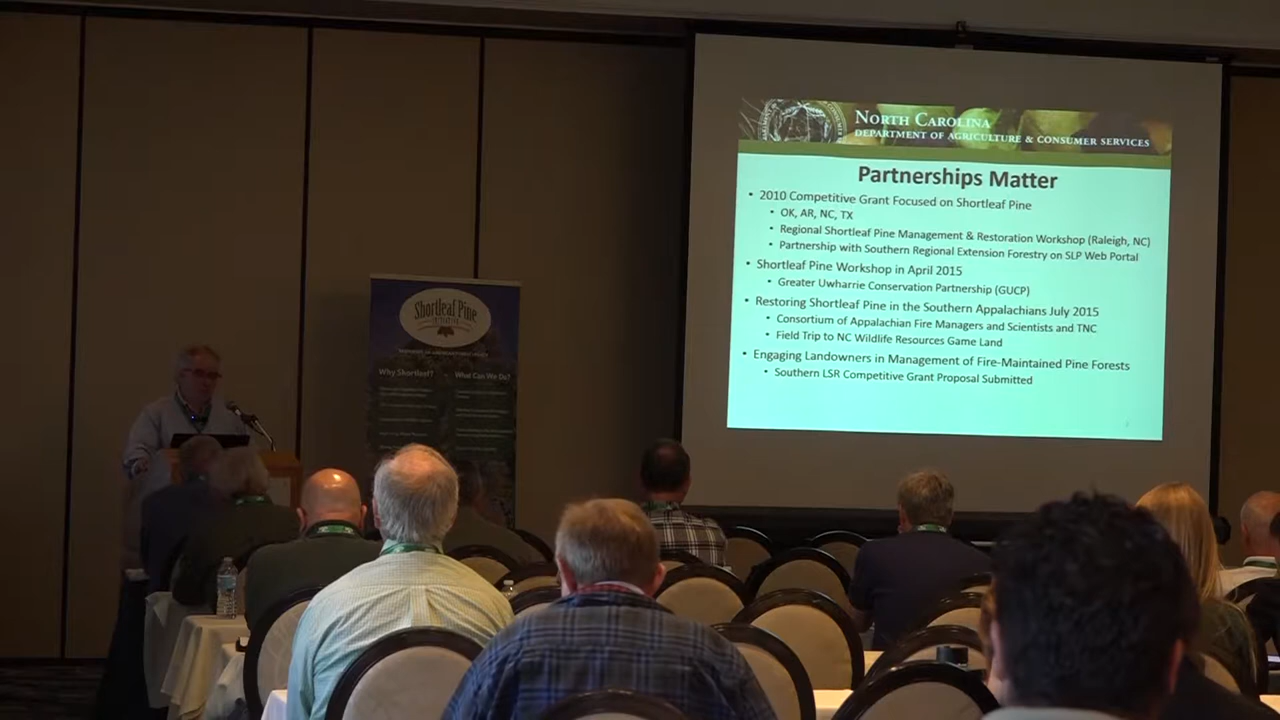 NORTH CAROLINA
DEPARTMENT OF AGRICULTURE & CONSUMER SERVICES
Partnerships Matter
• 2010 Competitive Grant Focused on Shortleaf Pine
• OK, AR, NC, TX
• Regional Shortleaf Pine Management & Restoration Workshop (Raleigh, NC)
• Partnership with Southern Regional Extension Forestry on SLP Web Portal
• Shortleaf Pine Workshop in April 2015
• Greater Uwharrie Conservation Partnership (GUCP)
• Restoring Shortleaf Pine in the Southern Appalachians July 2015
• Consortium of Appalachian Fire Managers and Scientists and TNC
• Field Trip to NC Wildlife Resources Game Land
• Engaging Landowners in Management of Fire-Maintained Pine Forests
• Southern LSR Competitive Grant Proposal Submitted
Shortleaf Pine
INITIATIVE
Why Shortleaf?
What Can We Do?